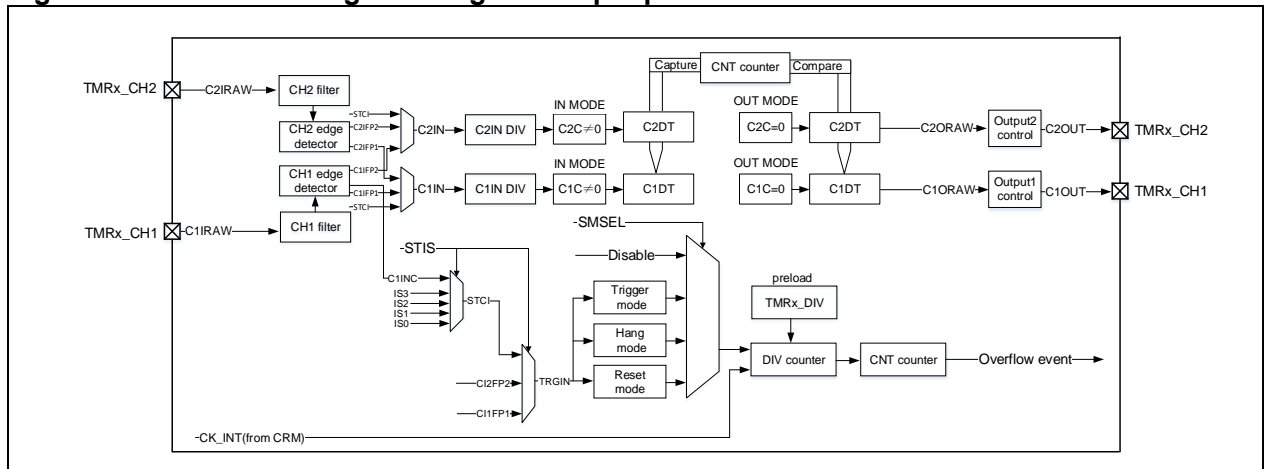 Capture
CNT counter
Compare
TMRx_CH2
C2IRAW
CH2 filter
STCI
C2IFP2
CH2 edge
detector
C2IFP1
C2IN
C2IN DIV
IN MODE
C2C≠0
C2DT
OUT MODE
C2C=0
C2DT
C2ORAW
Output2
control
C2OUT
TMRx_CH2
CH1 edge
detector
C1IFP2
C1IFP1
STCI
C1IN
C1IN DIV
IN MODE
C1C≠0
C1DT
OUT MODE
C1C=0
C1DT
C1ORAW
Output1
control
C1OUT
TMRx_CH1
TMRx_CH1
C1IRAW
CH1 filter
SMSEL
STIS
Disable
C1INC
IS3
IS2
IS1
IS0
STCI
Trigger
mode
preload
TMRx_DIV
Hang
mode
DIV counter
CNT counter
Overflow event
CI2FP2
TRGIN
Reset
mode
CI1FP1
CK_INT(from CRM)